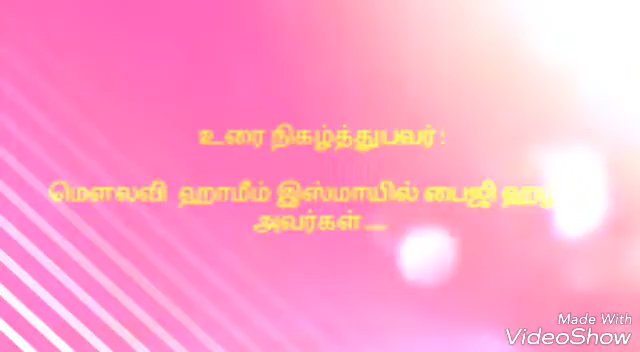 உரை நிகழ்த்துபவர் :
மௌலவி ஹாமீம் இஸ்மாயில் பைஜி
அவர்கள் ....
Made With
VideoShow